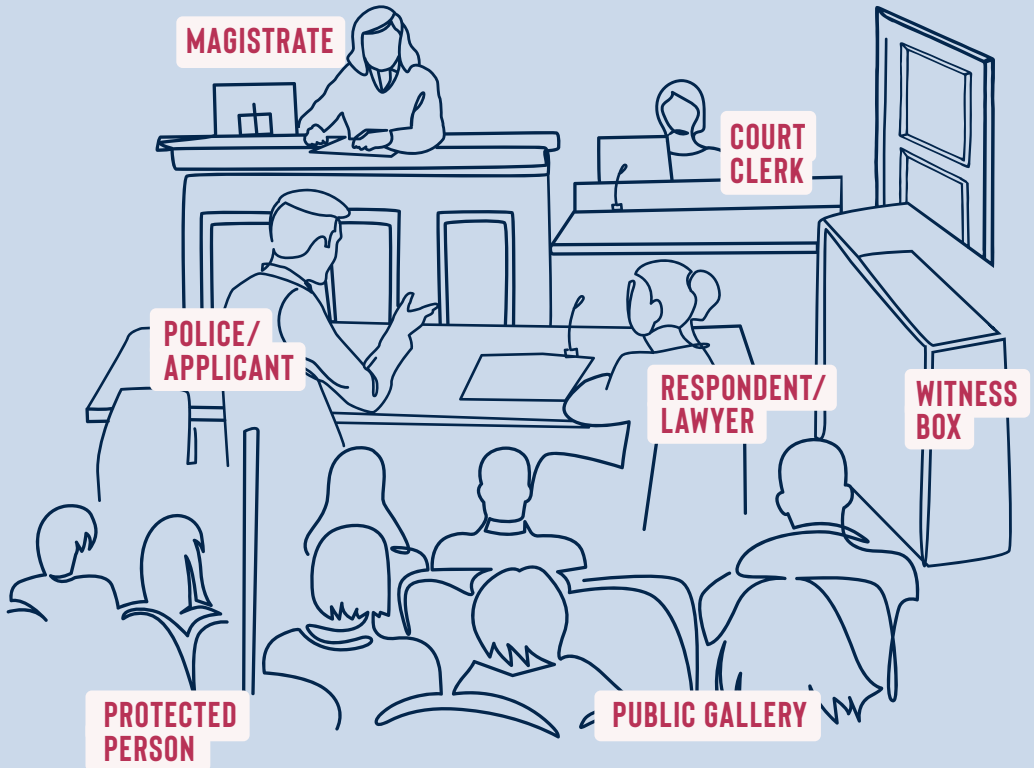 MAGISTRATE
COURT
CLERK
POLICE/
APPLICANT
RESPONDENT/
LAWYER
WITNESS
BOX
PROTECTED
PERSON
PUBLIC GALLERY